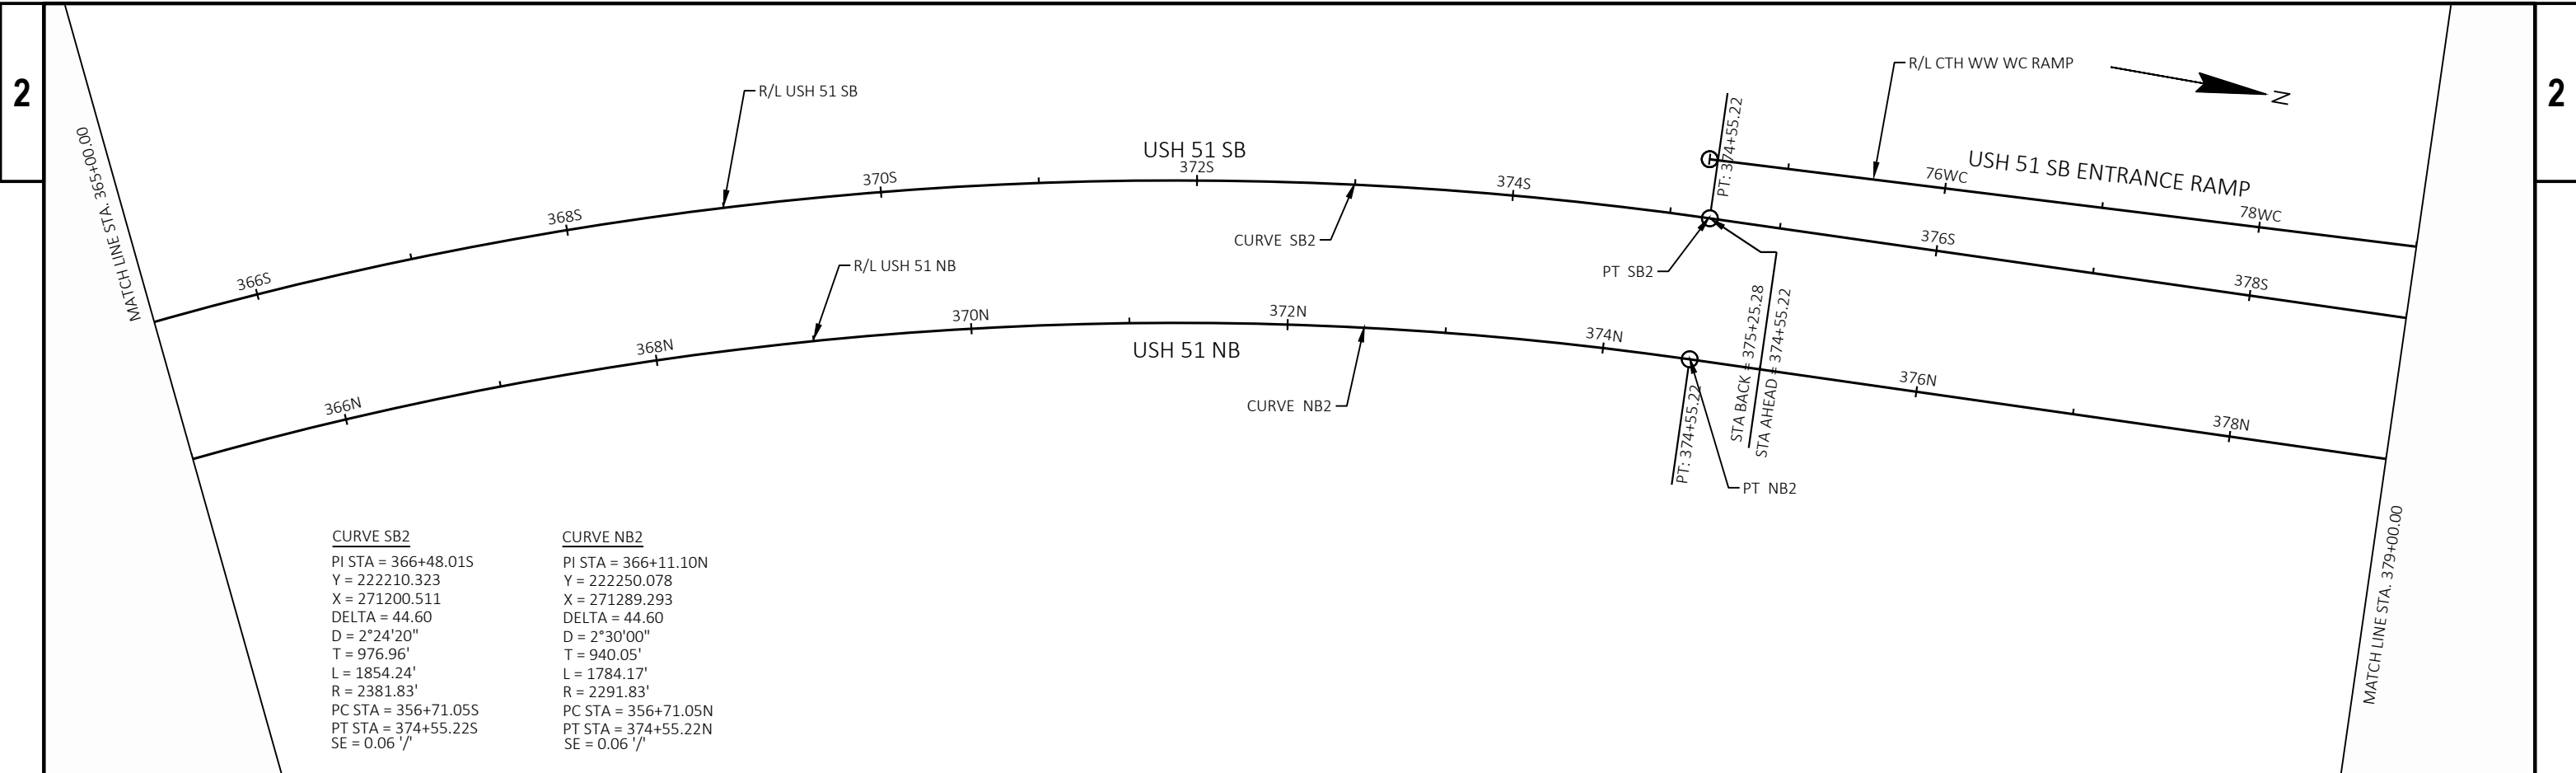 2
2
R/L CTH WW WC RAMP
N
R/L USH 51 SB
USH 51 SB
PT: 374+55.22
USH 51 SB ENTRANCE RAMP
MATCH LINE STA. 365+00.00
366S
368S
370S
372S
374S
76WC
78WC
376S
378S
CURVE SB2
R/L USH 51 NB
PT SB2
366N
368N
370N
372N
374N
376N
378N
USH 51 NB
CURVE NB2
STA BACK = 375+25.28
STA AHEAD = 374+55.22
PT: 374+55.22
PT NB2
MATCH LINE STA. 379+00.00
CURVE SB2
PI STA = 366+48.01S
Y = 222210.323
X = 271200.511
DELTA = 44.60
D = 2°24'20"
T = 976.96'
L = 1854.24'
R = 2381.83'
PC STA = 356+71.05S
PT STA = 374+55.22S
SE = 0.06 '/'
CURVE NB2
PI STA = 366+11.10N
Y = 222250.078
X = 271289.293
DELTA = 44.60
D = 2°30'00"
T = 940.05'
L = 1784.17'
R = 2291.83'
PC STA = 356+71.05N
PT STA = 374+55.22N
SE = 0.06 '/'